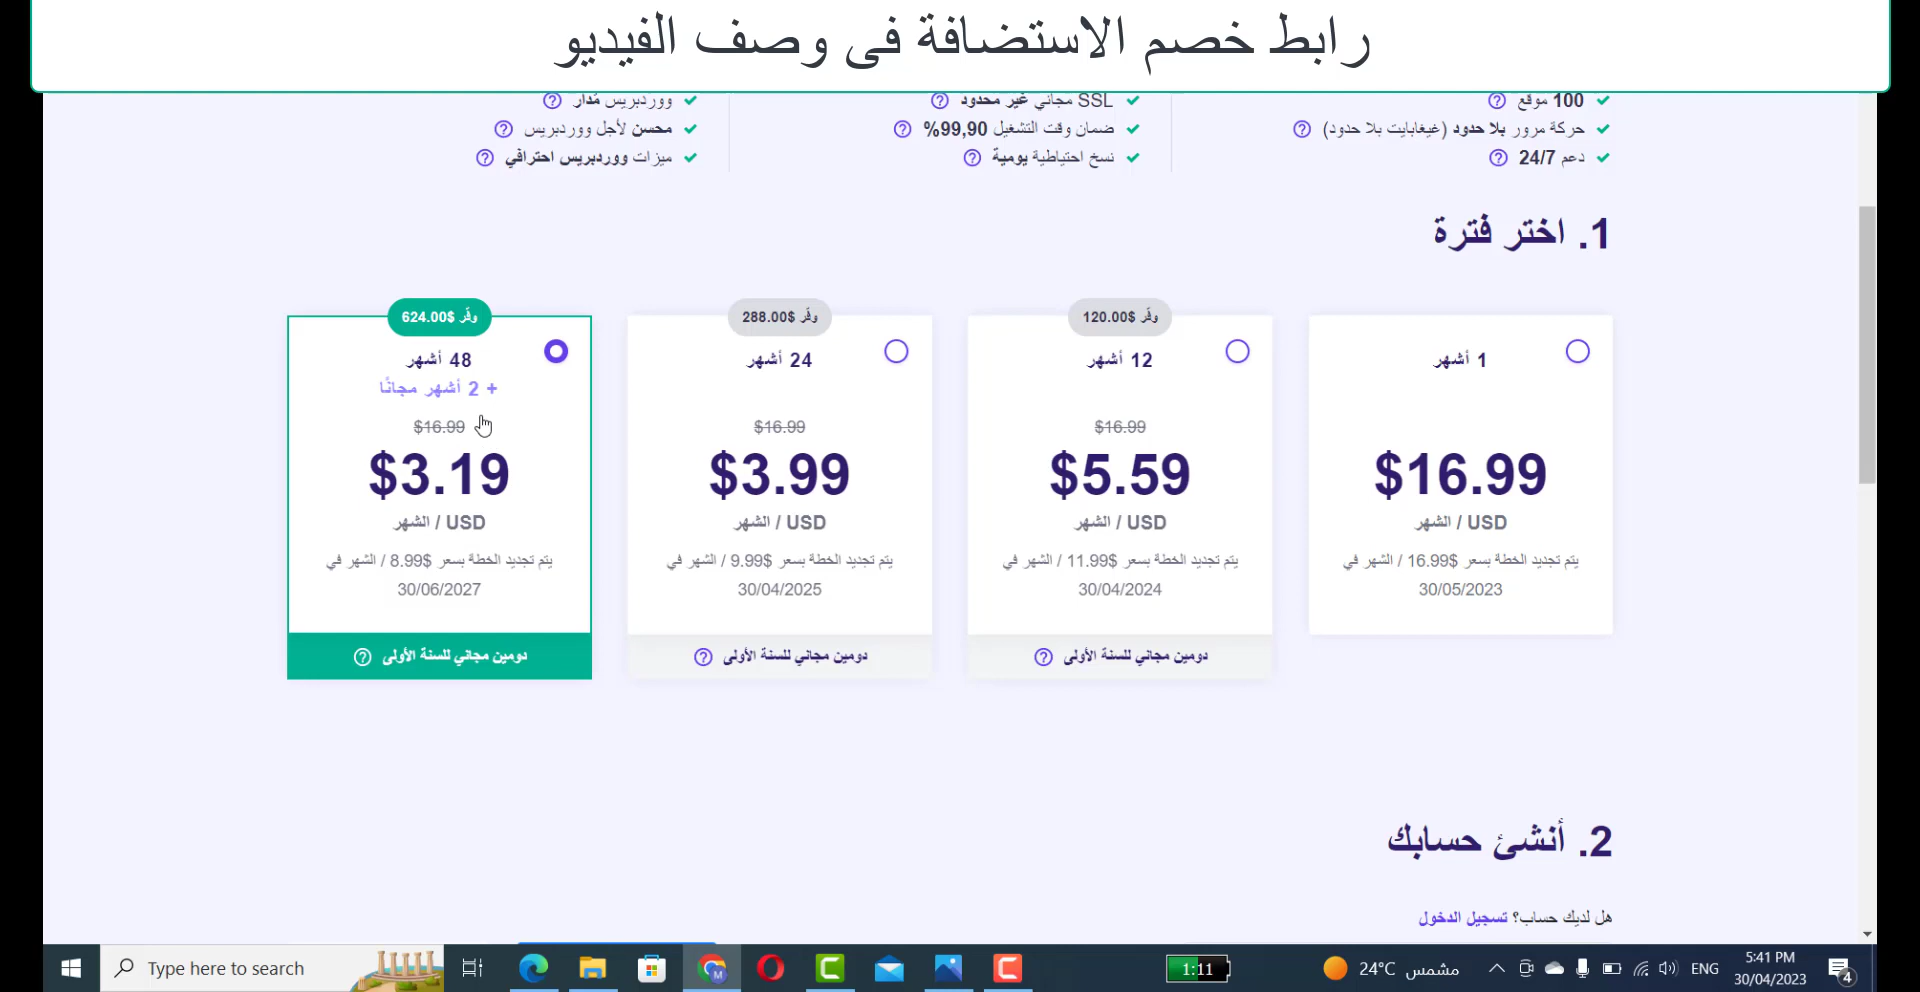 رابط خصم الاستضافة فى وصف الفيديو
100 موقع
حركة مرور بلا حدود (غيغابايت بلا حدود)
دعم 24/7
SSL مجاني غير محدود
ضمان وقت التشغيل 99,90%
نسخ احتياطية يومية
ووردبريس مُدار
محسن لأجل ووردبريس
ميزات ووردبريس احترافي
1. اختر فترة
1 أشهر
$16.99
USD / الشهر
يتم تجديد الخطة بسعر $16.99 / الشهر في
30/05/2023
وفّر $120.00
12 أشهر
$16.99
$5.59
USD / الشهر
يتم تجديد الخطة بسعر $11.99 / الشهر في
30/04/2024
دومين مجاني للسنة الأولى
وفّر $288.00
24 أشهر
$16.99
$3.99
USD / الشهر
يتم تجديد الخطة بسعر $9.99 / الشهر في
30/04/2025
دومين مجاني للسنة الأولى
وفّر $624.00
48 أشهر
+ 2 أشهر مجانًا
$16.99
$3.19
USD / الشهر
يتم تجديد الخطة بسعر $8.99 / الشهر في
30/06/2027
دومين مجاني للسنة الأولى
2. أنشئ حسابك
هل لديك حساب؟ تسجيل الدخول
Type here to search
1:11
24°C مشمس
ENG
5:41 PM
30/04/2023
4